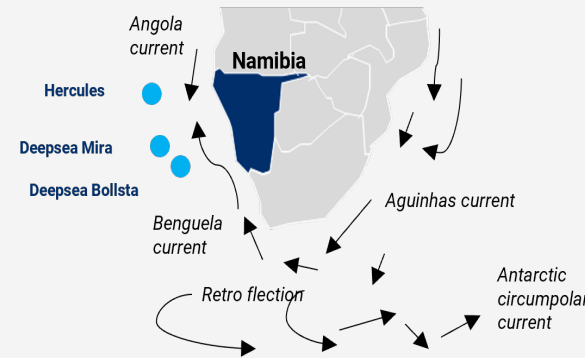 Angola
current
Namibia
Hercules
Deepsea Mira
Deepsea Bollsta
Aguinhas current
Benguela
current
Retro flection
Antarctic
circumpolar
current